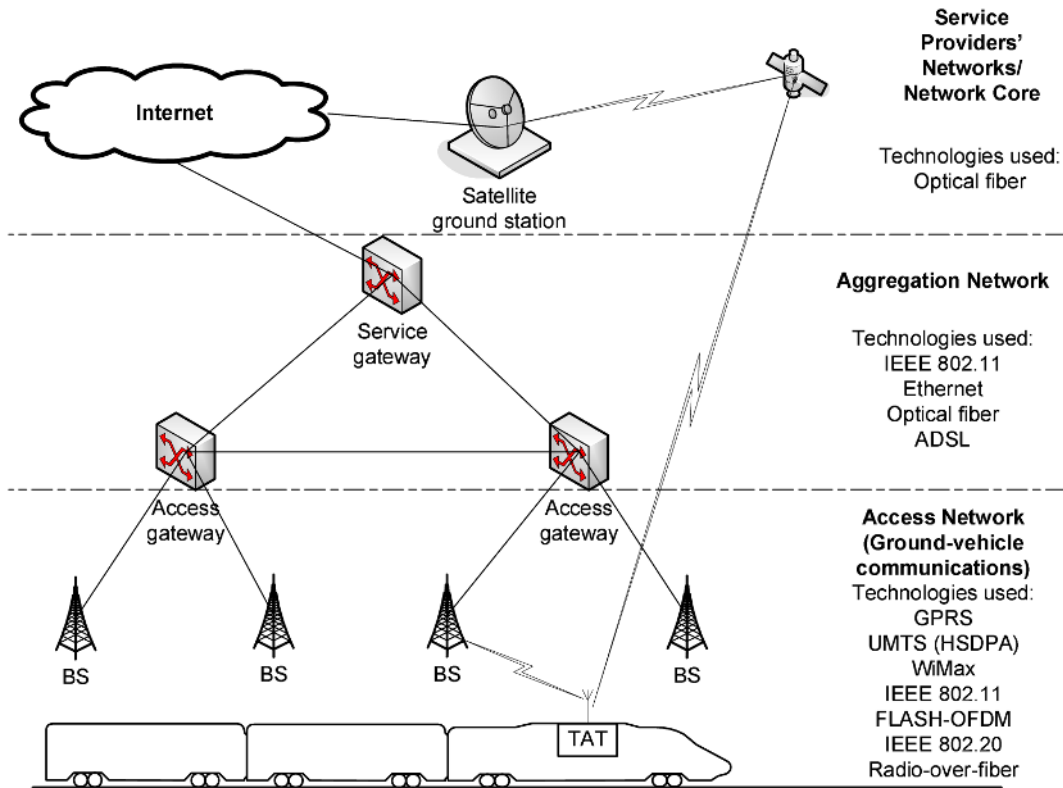 Service
Providers'
Networks/
Network Core
Technologies used:
Optical fiber
Internet
Satellite
ground station
Aggregation Network
Technologies used:
IEEE 802.11
Ethernet
Optical fiber
ADSL
Service
gateway
Access
gateway
Access
gateway
Access Network
(Ground-vehicle
communications)
Technologies used:
GPRS
UMTS (HSDPA)
WiMax
IEEE 802.11
FLASH-OFDM
IEEE 802.20
Radio-over-fiber
BS
BS
BS
BS
TAT